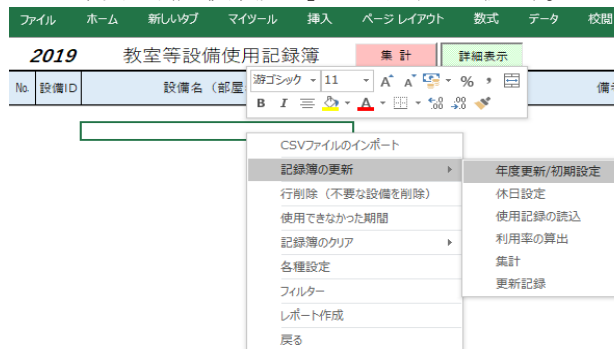 ファイル ホーム 新しいタブ マイツール 挿入 ページ レイアウト 数式 データ 校閲
2019 教室等設備使用記録簿 集 計 詳細表示
No. 設備ID 設備名（部屋 備考
游ゴシック 11 A A % ,
B I A .00 .00
CSVファイルのインポート
記録簿の更新
行削除（不要な設備を削除）
使用できなかった期間
記録簿のクリア
各種設定
フィルター
レポート作成
戻る
年度更新/初期設定
休日設定
使用記録の読込
利用率の算出
集計
更新記録